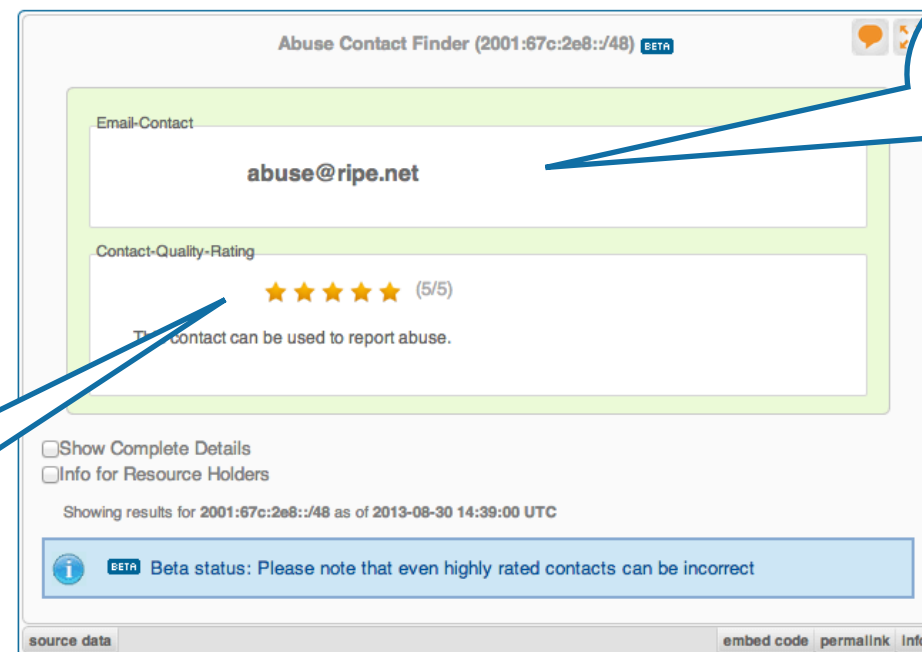 Abuse Contact Finder (2001:67c:2e8::/48) BETA
Email-Contact
abuse@ripe.net
Contact-Quality-Rating
(5/5)
contact can be used to report abuse.
Show Complete Details
Info for Resource Holders
Showing results for 2001:67c:2e8::/48 as of 2013-08-30 14:39:00 UTC
BETA Beta status: Please note that even highly rated contacts can be incorrect
source data embed code permalink info